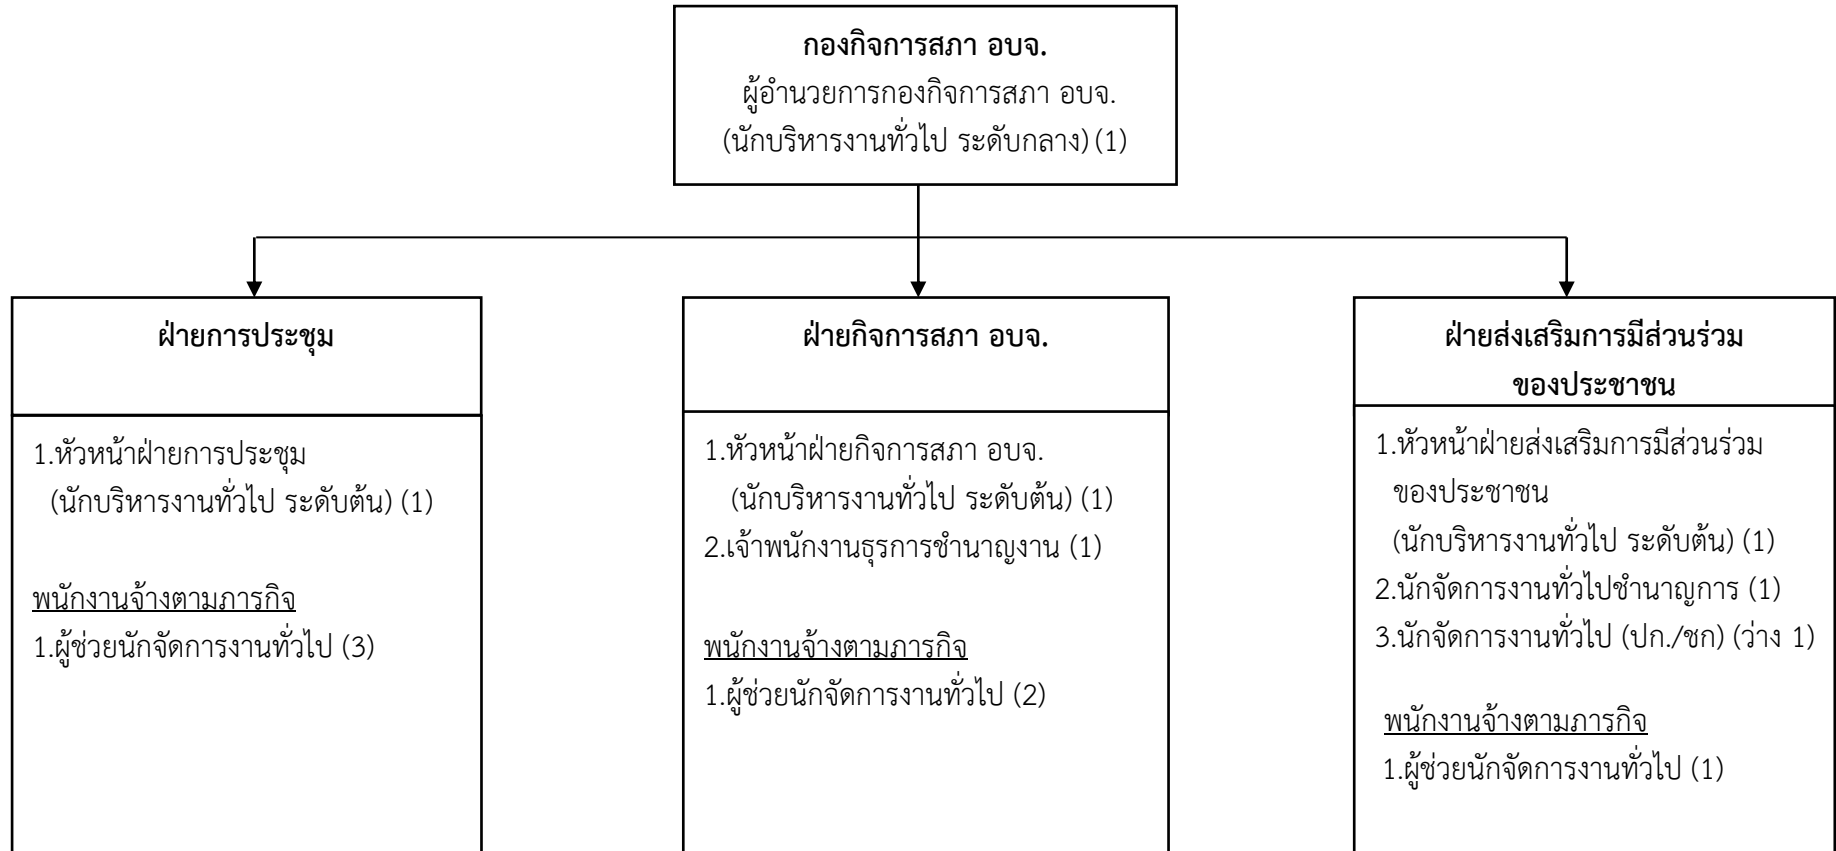 กองกิจการสภา อบจ.
ผู้อำนวยการกองกิจการสภา อบจ.
(นักบริหารงานทั่วไป ระดับกลาง) (1)
ฝ่ายการประชุม
1.หัวหน้าฝ่ายการประชุม
(นักบริหารงานทั่วไป ระดับต้น) (1)
พนักงานจ้างตามภารกิจ
1.ผู้ช่วยนักจัดการงานทั่วไป (3)
ฝ่ายกิจการสภา อบจ.
1.หัวหน้าฝ่ายกิจการสภา อบจ.
(นักบริหารงานทั่วไป ระดับต้น) (1)
2.เจ้าพนักงานธุรการชำนาญงาน (1)
พนักงานจ้างตามภารกิจ
1.ผู้ช่วยนักจัดการงานทั่วไป (2)
ฝ่ายส่งเสริมการมีส่วนร่วม
ของประชาชน
1.หัวหน้าฝ่ายส่งเสริมการมีส่วนร่วม
ของประชาชน
(นักบริหารงานทั่วไป ระดับต้น) (1)
2.นักจัดการงานทั่วไปชำนาญการ (1)
3.นักจัดการงานทั่วไป (ปก./ชก) (ว่าง 1)
พนักงานจ้างตามภารกิจ
1.ผู้ช่วยนักจัดการงานทั่วไป (1)